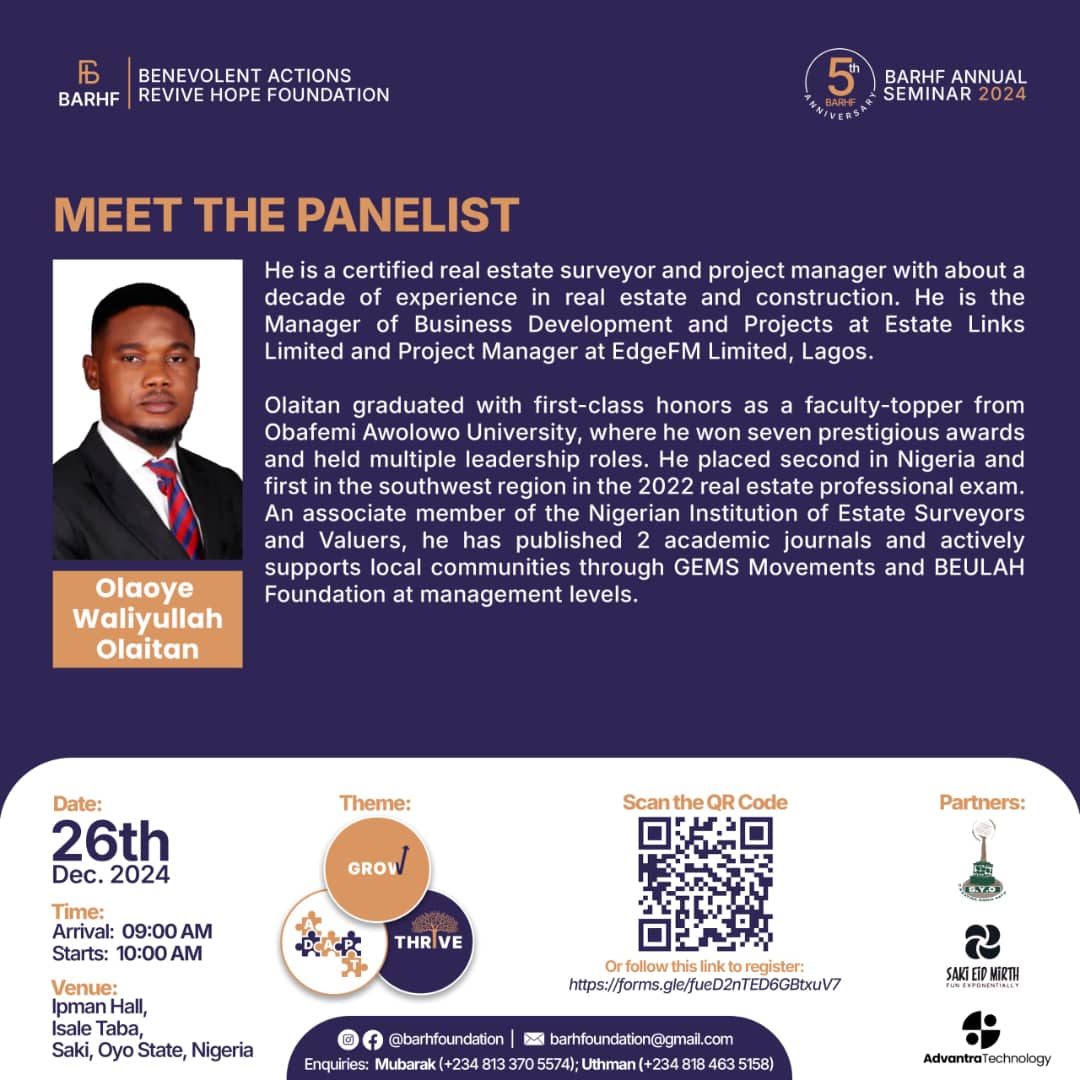 BARHF
BENEVOLENT ACTIONS
REVIVE HOPE FOUNDATION
5th
BARHF
ANNIVERSARY
BARHF ANNUAL
SEMINAR 2024
MEET THE PANELIST
He is a certified real estate surveyor and project manager with about a
decade of experience in real estate and construction. He is the
Manager of Business Development and Projects at Estate Links
Limited and Project Manager at EdgeFM Limited, Lagos.
Olaitan graduated with first-class honors as a faculty-topper from
Obafemi Awolowo University, where he won seven prestigious awards
and held multiple leadership roles. He placed second in Nigeria and
first in the southwest region in the 2022 real estate professional exam.
An associate member of the Nigerian Institution of Estate Surveyors
and Valuers, he has published 2 academic journals and actively
supports local communities through GEMS Movements and BEULAH
Foundation at management levels.
Olaoye
Waliyullah
Olaitan
Date:
26th
Dec. 2024
Time:
Arrival: 09:00 AM
Starts: 10:00 AM
Venue:
Ipman Hall,
Isale Taba,
Saki, Oyo State, Nigeria
Theme:
GROW
ADAPT
THRIVE
Scan the QR Code
Or follow this link to register:
https://forms.gle/fueD2nTED6GBtxuV7
Partners:
S.Y.O
SAKI EID MIRTH
FUN EXPONENTIALLY
AdvantraTechnology
@barhfoundation | barhfoundation@gmail.com
Enquiries: Mubarak (+234 813 370 5574); Uthman (+234 818 463 5158)